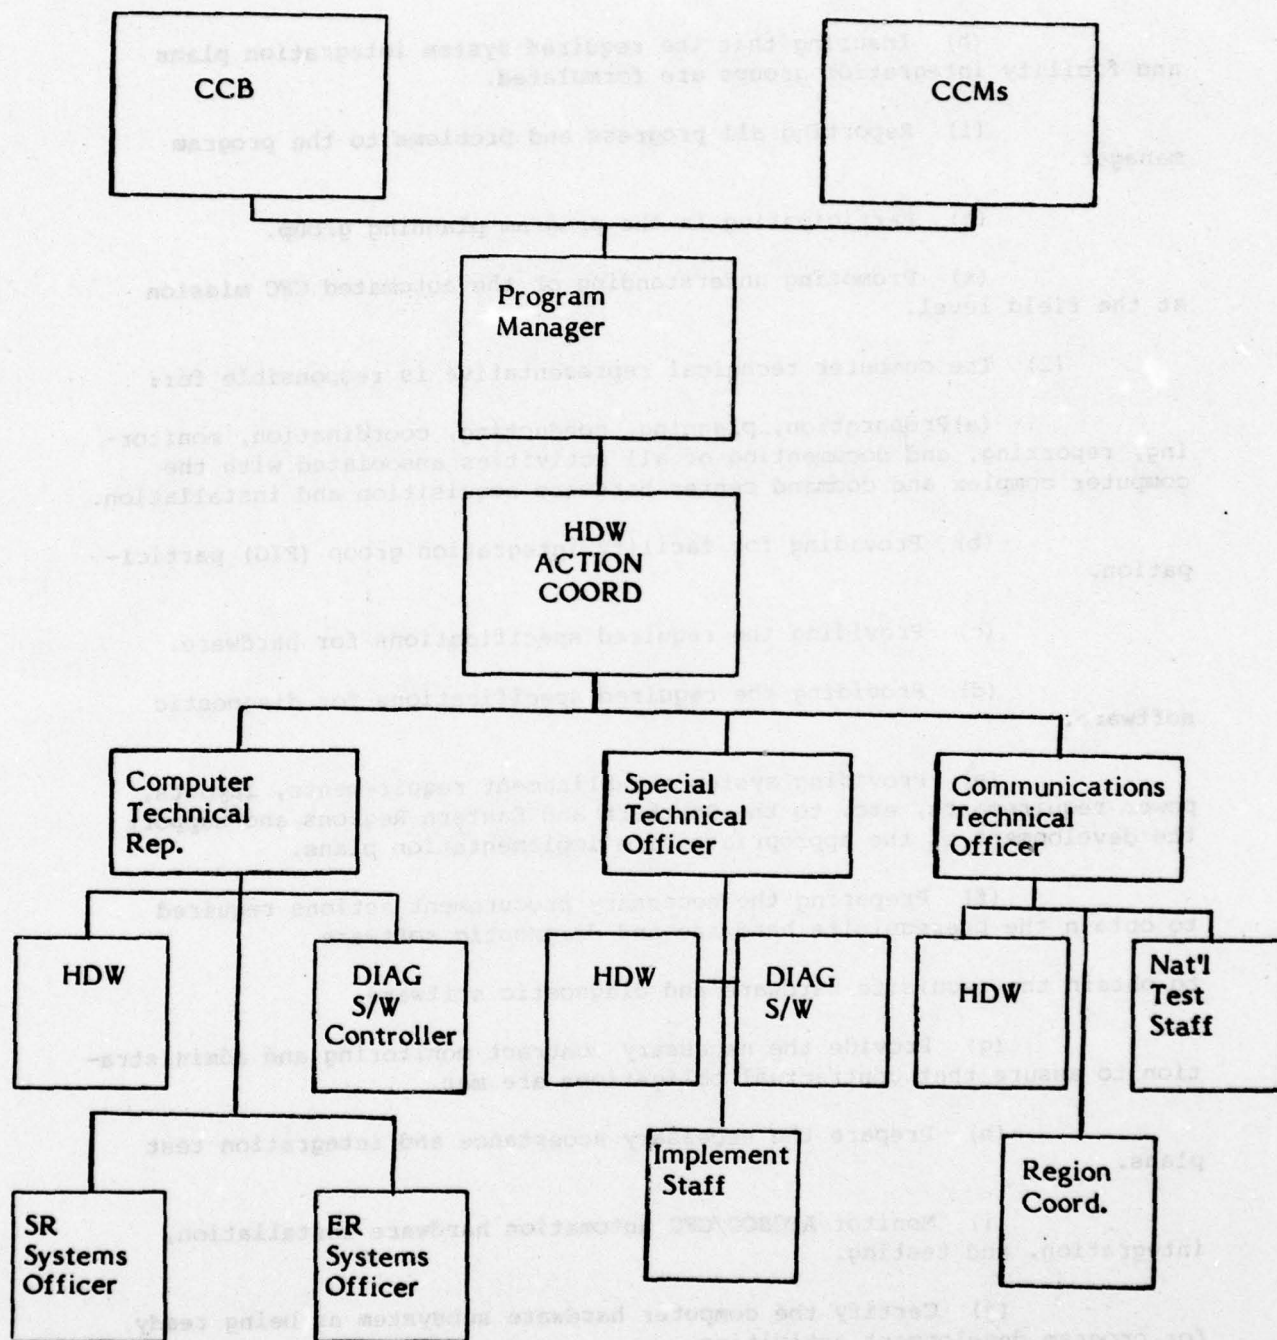 CCB
CCMs
Program
Manager
HDW
ACTION
COORD
Computer
Technical
Rep.
Special
Technical
Officer
Communications
Technical
Officer
HDW
DIAG
S/W
Controller
HDW
DIAG
S/W
HDW
Nat'l
Test
Staff
SR
Systems
Officer
ER
Systems
Officer
Implement
Staff
Region
Coord.